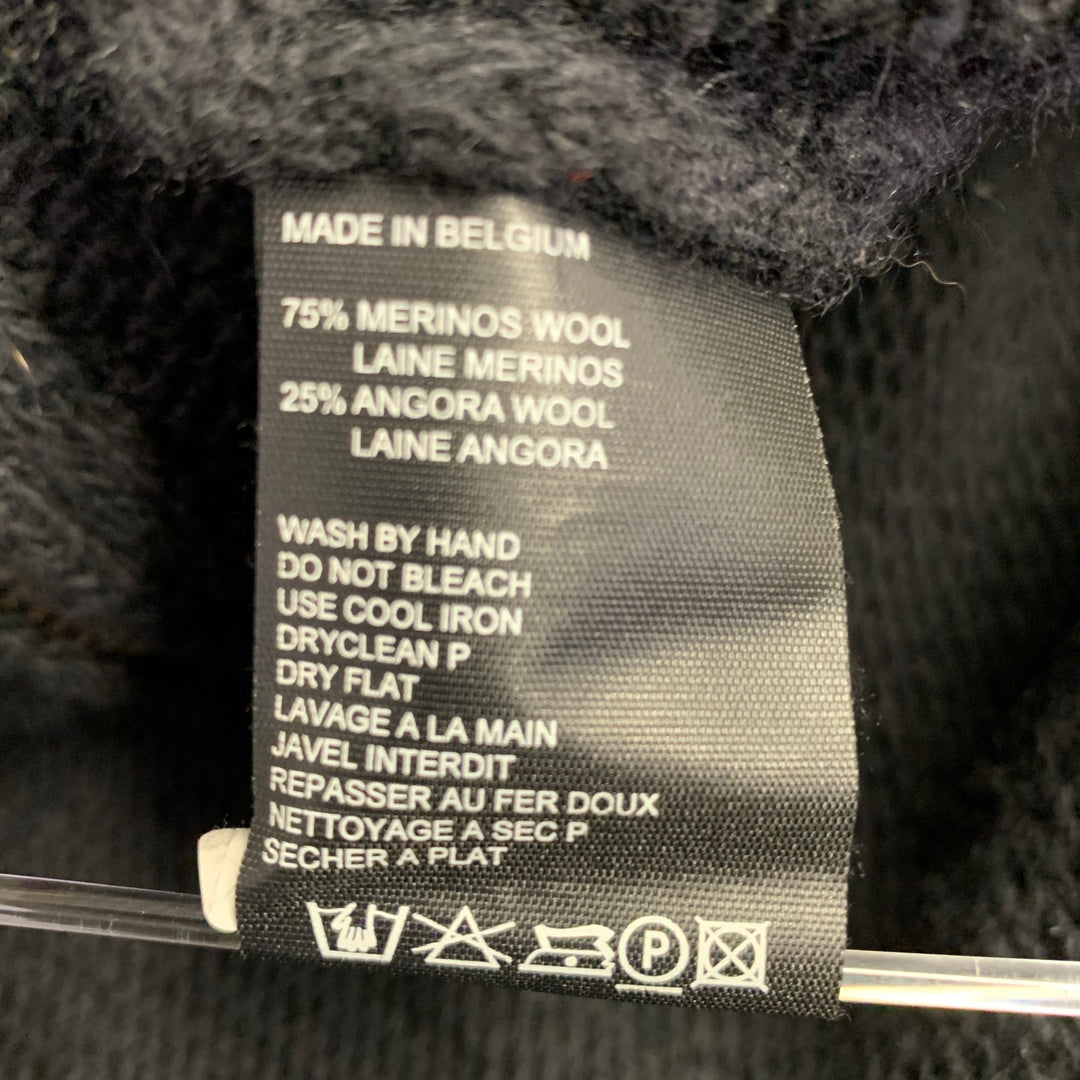 MADE IN BELGIUM
75% MERINOS WOOL
LAINE MERINOS
25% ANGORA WOOL
LAINE ANGORA
WASH BY HAND
DO NOT BLEACH
USE COOL IRON
DRYCLEAN P
DRY FLAT
LAVAGE A LA MAIN
JAVEL INTERDIT
REPASSER AU FER DOUX
NETTOYAGE A SEC P
SECHER A PLAT
P